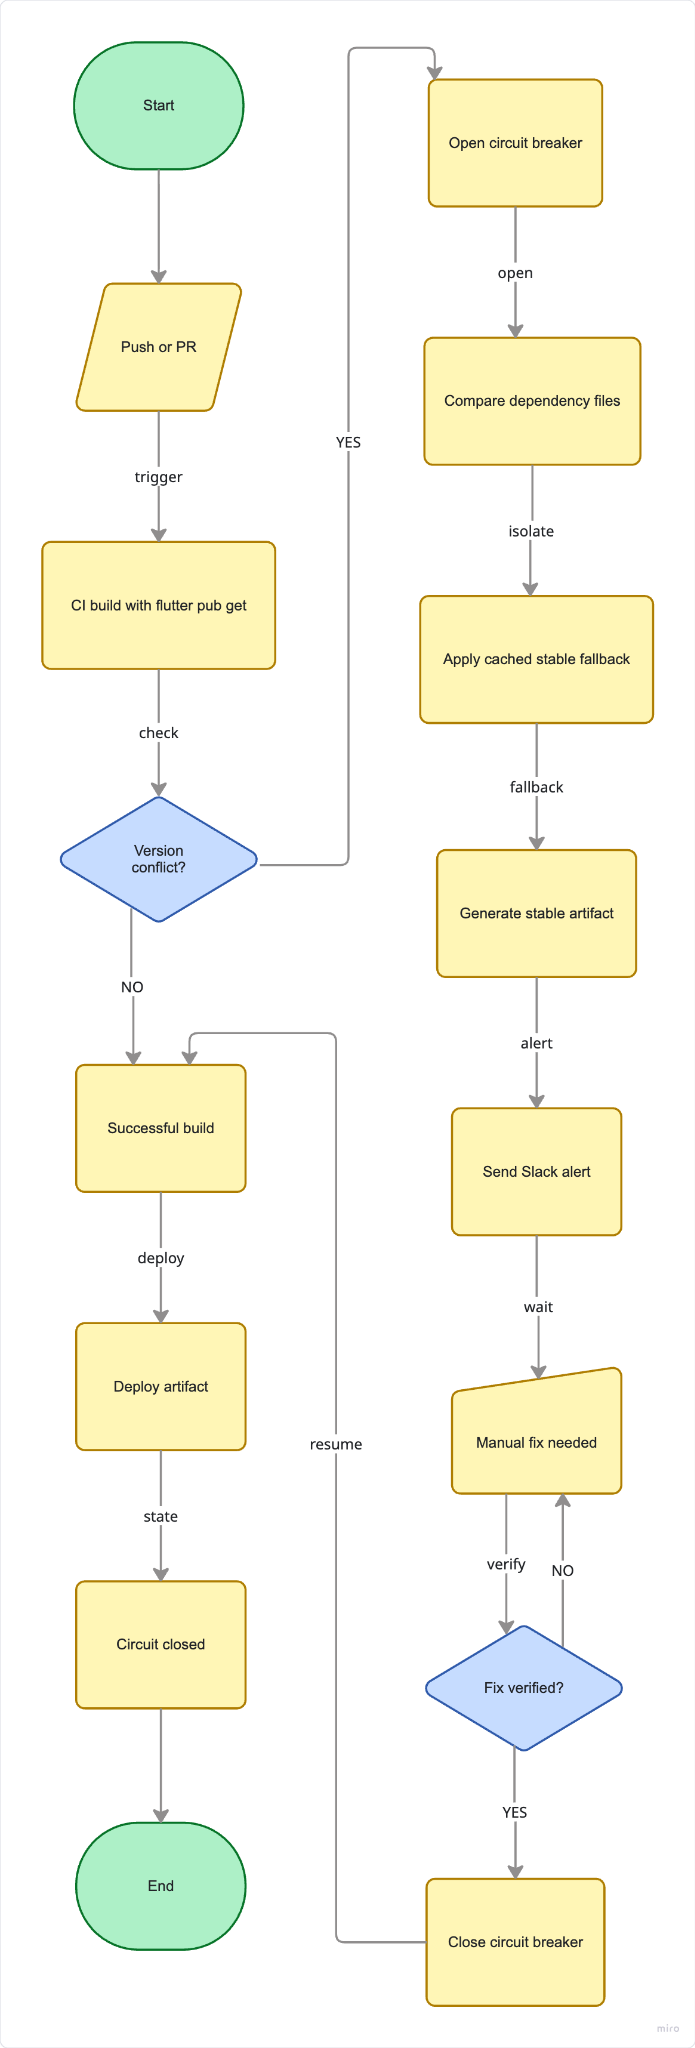 Start
Push or PR
trigger
CI build with flutter pub get
check
Version
conflict?
NO
Successful build
deploy
Deploy artifact
state
Circuit closed
End
YES
Open circuit breaker
open
Compare dependency files
isolate
Apply cached stable fallback
fallback
Generate stable artifact
alert
Send Slack alert
wait
Manual fix needed
verify
NO
Fix verified?
YES
Close circuit breaker
resume
miro